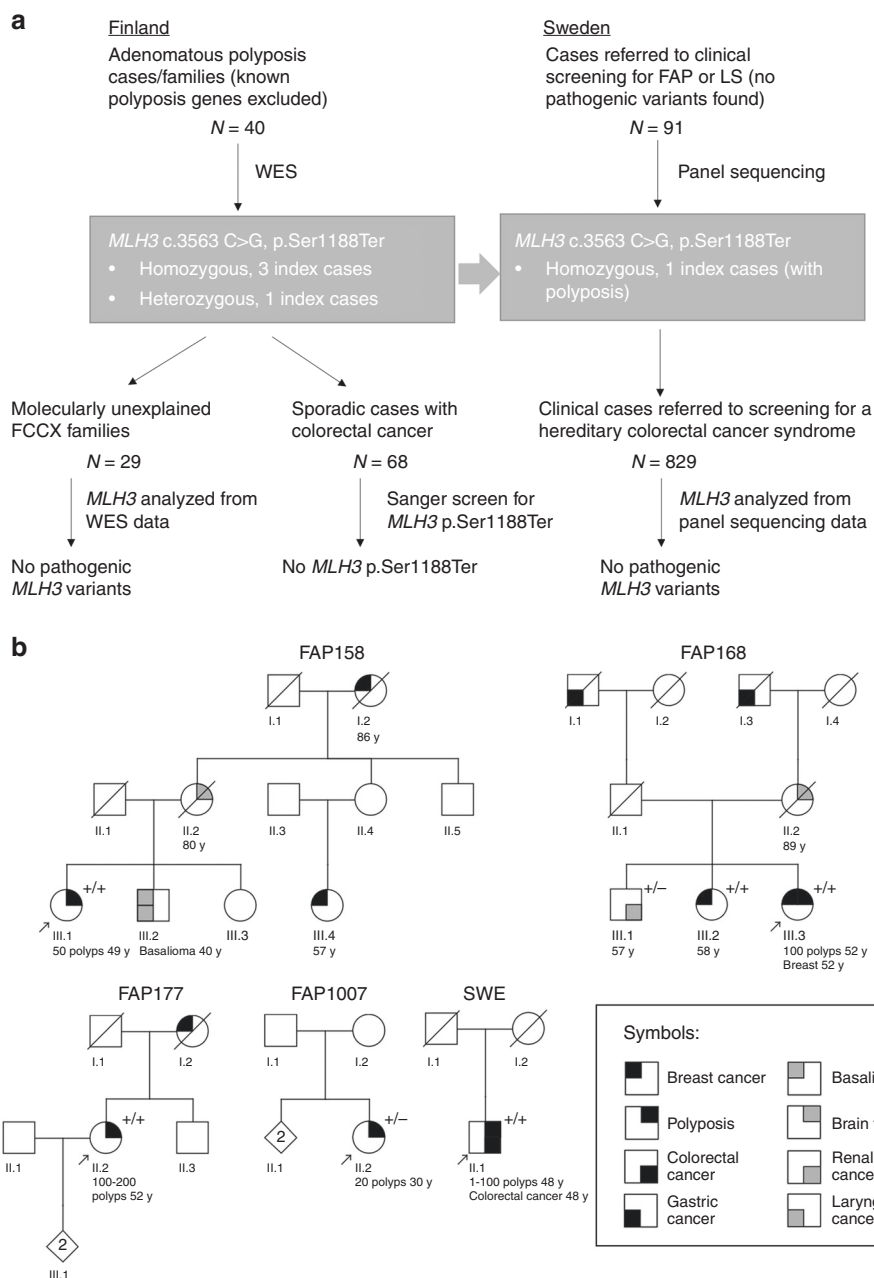 a
Finland
Adenomatous polyposis
cases/families (known
polyposis genes excluded)
N = 40
WES
MLH3 c.3563 C>G, p.Ser1188Ter
• Homozygous, 3 index cases
• Heterozygous, 1 index cases
Sweden
Cases referred to clinical
screening for FAP or LS (no
pathogenic variants found)
N = 91
Panel sequencing
MLH3 c.3563 C>G, p.Ser1188Ter
• Homozygous, 1 index cases (with
polyposis)
Molecularly unexplained
FCCX families
N = 29
MLH3 analyzed from
WES data
No pathogenic
MLH3 variants
Sporadic cases with
colorectal cancer
N = 68
Sanger screen for
MLH3 p.Ser1188Ter
No MLH3 p.Ser1188Ter
Clinical cases referred to screening for a
hereditary colorectal cancer syndrome
N = 829
MLH3 analyzed from
panel sequencing data
No pathogenic
MLH3 variants
b
FAP158
I.1
I.2
86 y
II.1
II.2
80 y
II.3
II.4
II.5
+/+
III.1
50 polyps 49 y
III.2
Basalioma 40 y
III.3
III.4
57 y
FAP168
I.1
I.2
I.3
I.4
II.1
II.2
89 y
+/−
III.1
57 y
+/+
III.2
58 y
+/+
III.3
100 polyps 52 y
Breast 52 y
FAP177
I.1
I.2
II.1
+/+
II.2
100-200
polyps 52 y
II.3
2
III.1
FAP1007
I.1
I.2
2
II.1
+/−
II.2
20 polyps 30 y
SWE
I.1
I.2
+/+
II.1
1-100 polyps 48 y
Colorectal cancer 48 y
Symbols:
Breast cancer
Polyposis
Colorectal
cancer
Gastric
cancer
Basali
Brain
Renal
cance
Laryng
cance